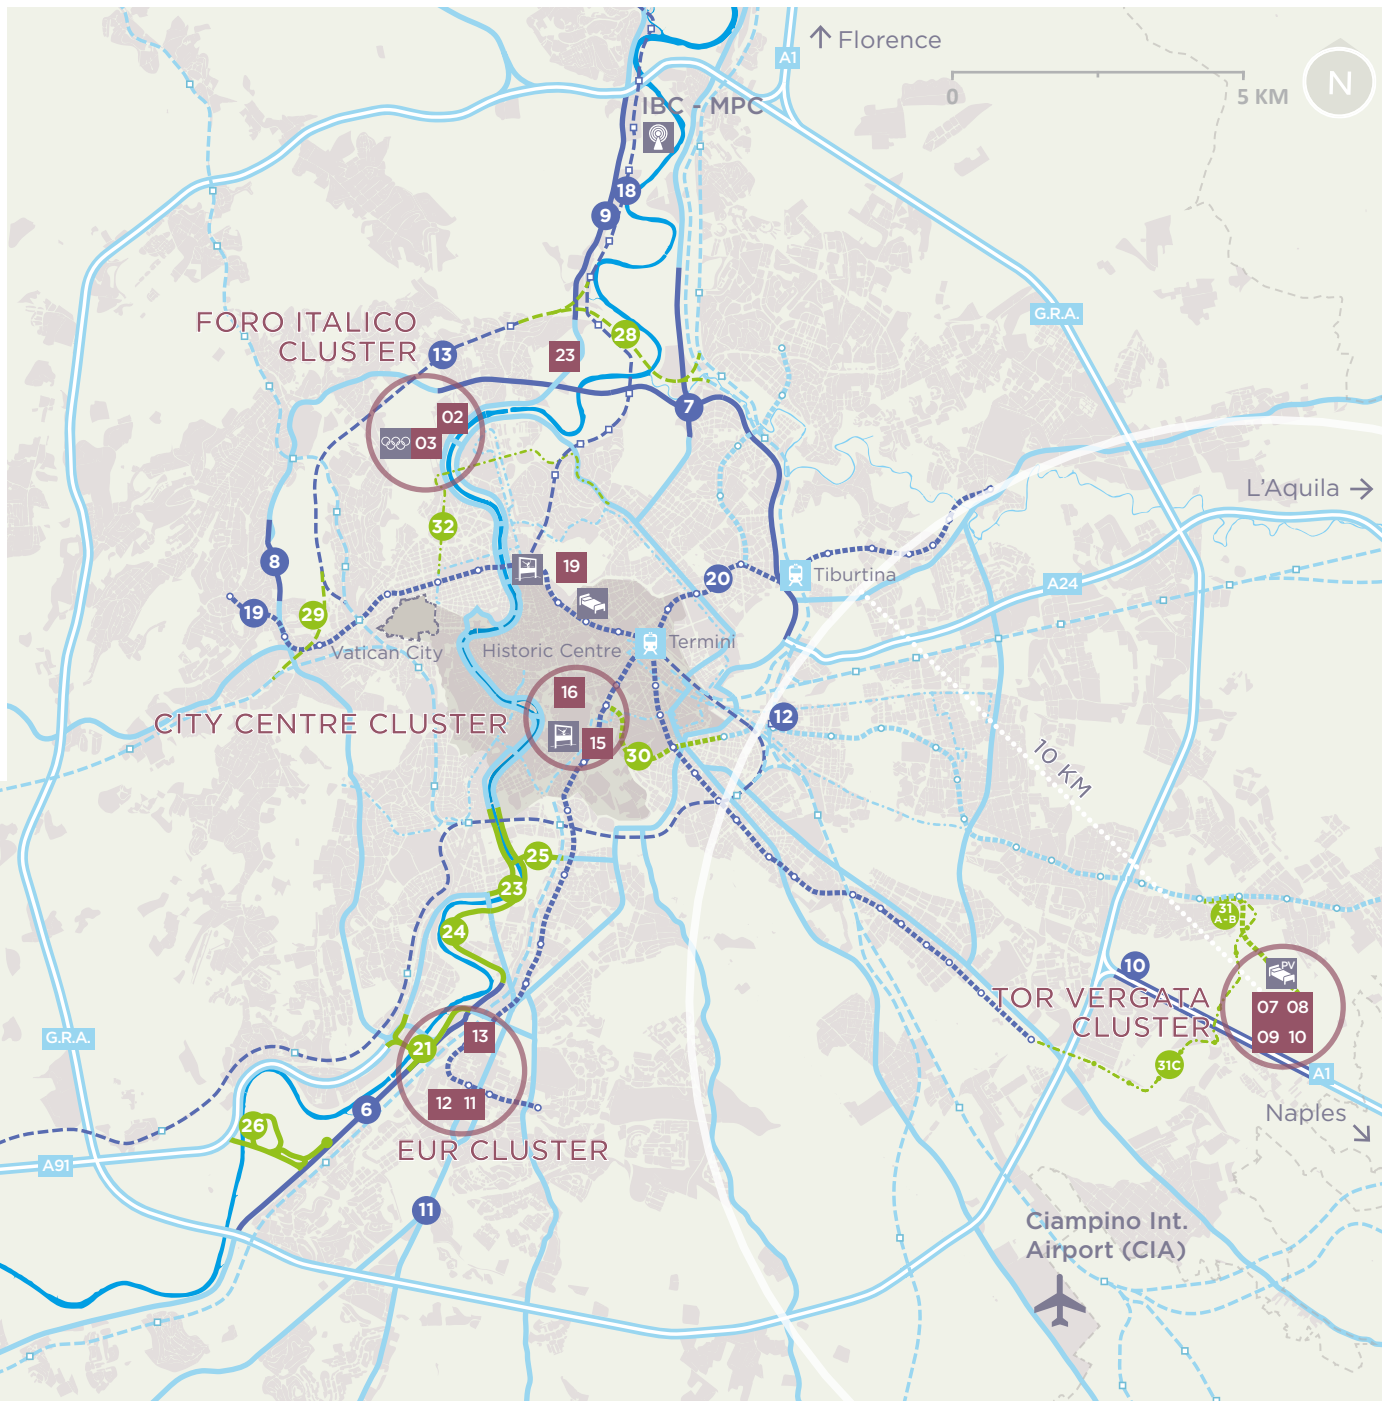 Florence
A1
0
5 KM
N
IBC - MPC
18
9
G.R.A.
FORO ITALICO
CLUSTER
13
28
23
7
02
03
L'Aquila
32
8
19
20
Tiburtina
A24
19
29
Vatican City
Historic Centre
Termini
16
CITY CENTRE CLUSTER
12
15
30
10 KM
25
23
24
31
A-B
10
PV
TOR VERGATA
CLUSTER
07 08
09 10
G.R.A.
13
21
31C
A1
12 11
6
Naples
26
EUR CLUSTER
A91
11
Ciampino Int.
Airport (CIA)